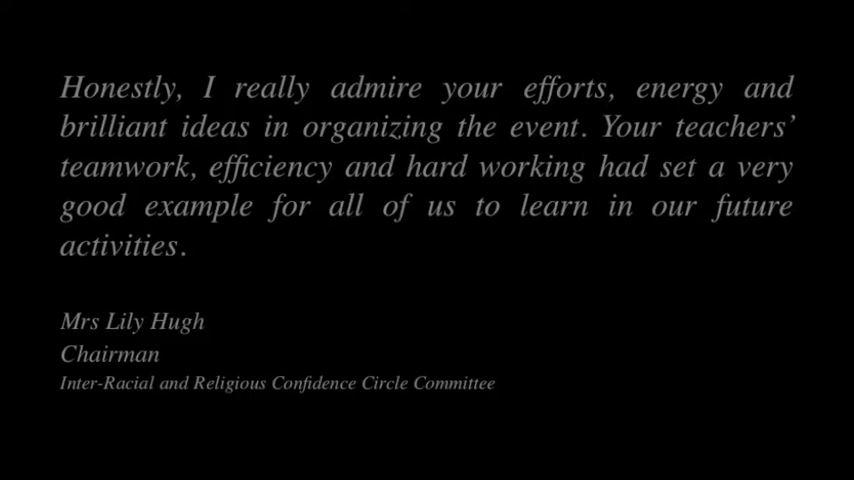 Honestly, I really admire your efforts, energy and
brilliant ideas in organizing the event. Your teachers’
teamwork, efficiency and hard working had set a very
good example for all of us to learn in our future
activities.
Mrs Lily Hugh
Chairman
Inter-Racial and Religious Confidence Circle Committee